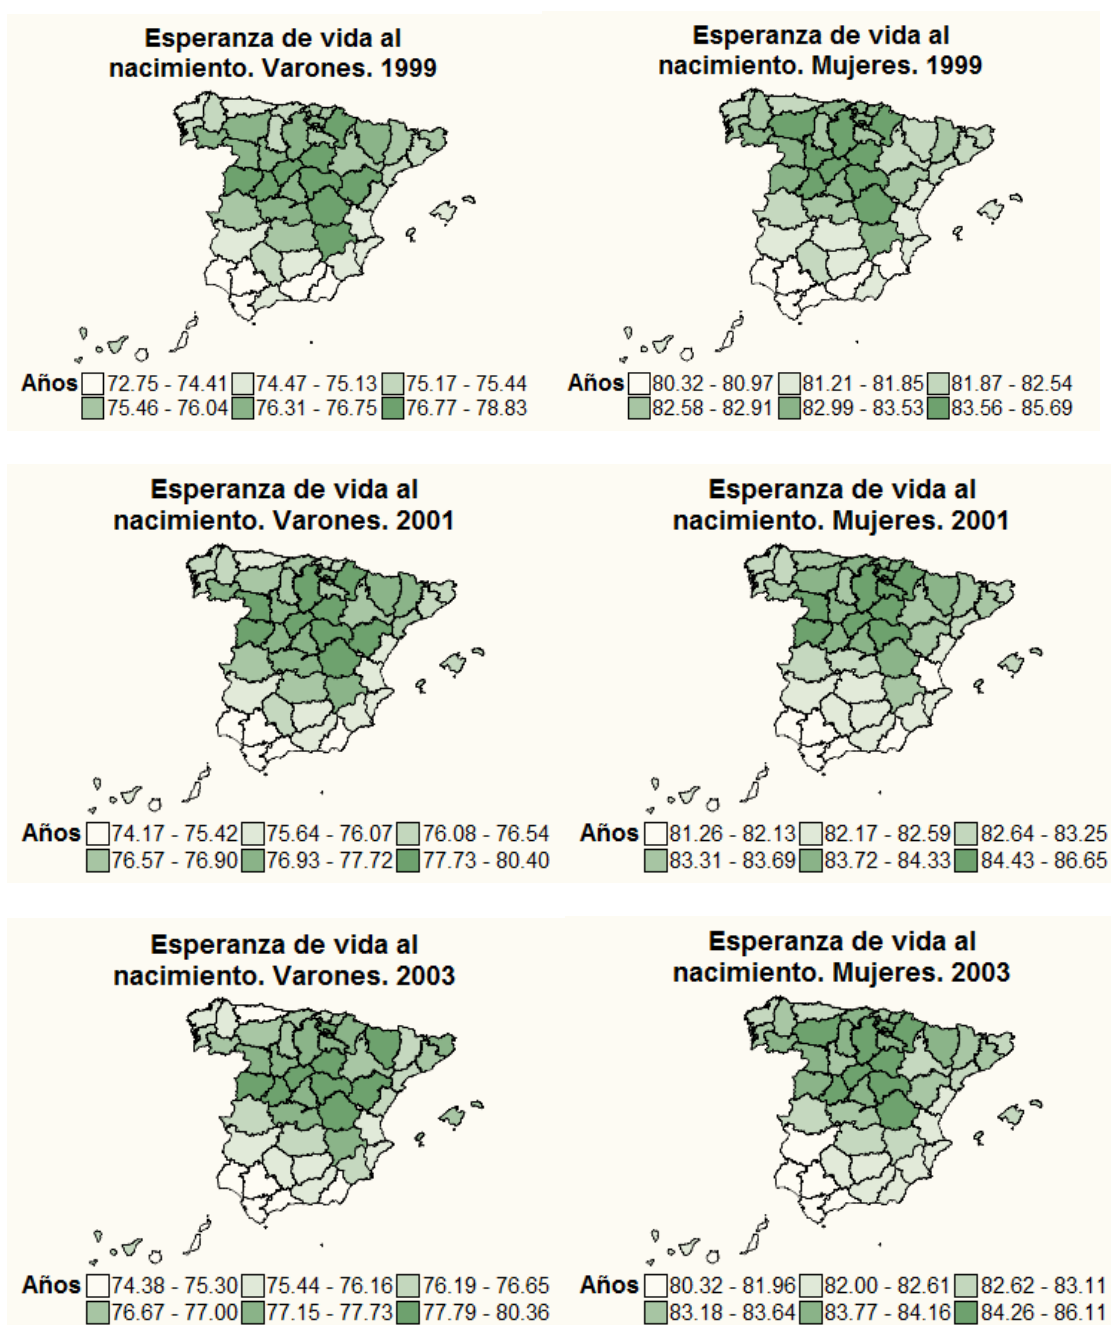 Esperanza de vida al
nacimiento. Varones. 1999
Años 72.75 - 74.41 74.47 - 75.13 75.17 - 75.44
75.46 - 76.04 76.31 - 76.75 76.77 - 78.83
Esperanza de vida al
nacimiento. Mujeres. 1999
Años 80.32 - 80.97 81.21 - 81.85 81.87 - 82.54
82.58 - 82.91 82.99 - 83.53 83.56 - 85.69
Esperanza de vida al
nacimiento. Varones. 2001
Años 74.17 - 75.42 75.64 - 76.07 76.08 - 76.54
76.57 - 76.90 76.93 - 77.72 77.73 - 80.40
Esperanza de vida al
nacimiento. Mujeres. 2001
Años 81.26 - 82.13 82.17 - 82.59 82.64 - 83.25
83.31 - 83.69 83.72 - 84.33 84.43 - 86.65
Esperanza de vida al
nacimiento. Varones. 2003
Años 74.38 - 75.30 75.44 - 76.16 76.19 - 76.65
76.67 - 77.00 77.15 - 77.73 77.79 - 80.36
Esperanza de vida al
nacimiento. Mujeres. 2003
Años 80.32 - 81.96 82.00 - 82.61 82.62 - 83.11
83.18 - 83.64 83.77 - 84.16 84.26 - 86.11